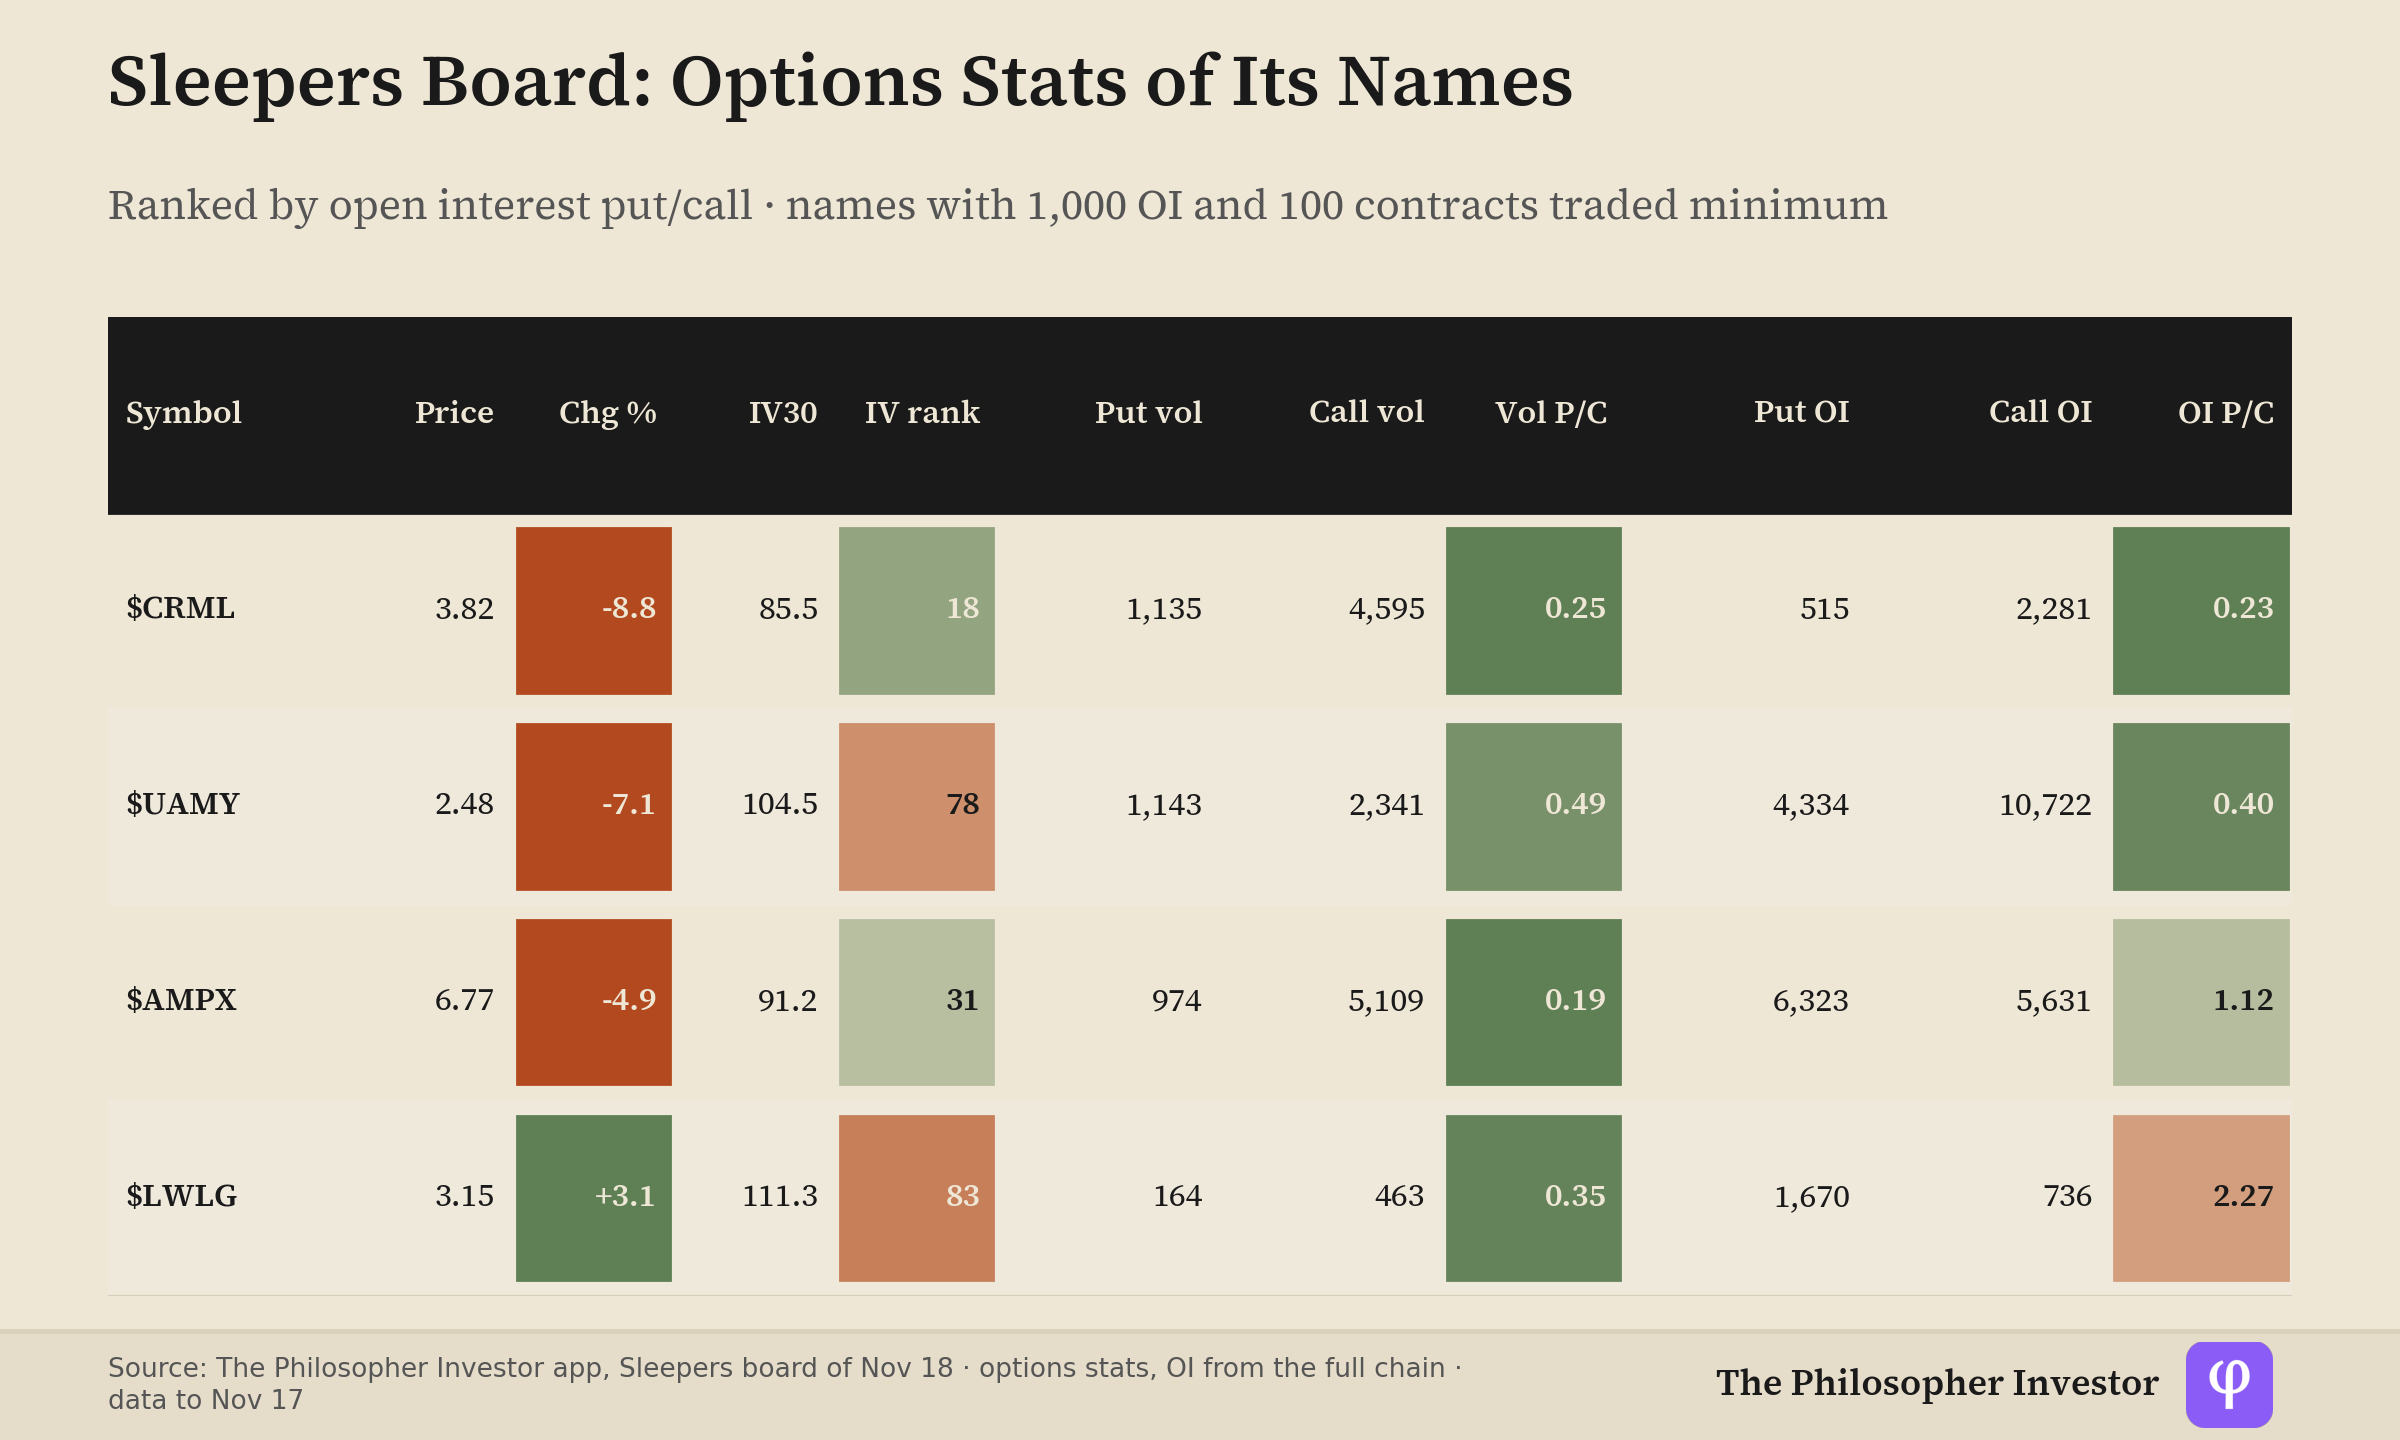 Sleepers Board: Options Stats of Its Names
Ranked by open interest put/call · names with 1,000 OI and 100 contracts traded minimum
Symbol Price Chg % IV30 IV rank Put vol Call vol Vol P/C Put OI Call OI OI P/C
$CRML 3.82 -8.8 85.5 18 1,135 4,595 0.25 515 2,281 0.23
$UAMY 2.48 -7.1 104.5 78 1,143 2,341 0.49 4,334 10,722 0.40
$AMPX 6.77 -4.9 91.2 31 974 5,109 0.19 6,323 5,631 1.12
$LWLG 3.15 +3.1 111.3 83 164 463 0.35 1,670 736 2.27
Source: The Philosopher Investor app, Sleepers board of Nov 18 · options stats, OI from the full chain ·
data to Nov 17
The Philosopher Investor φ